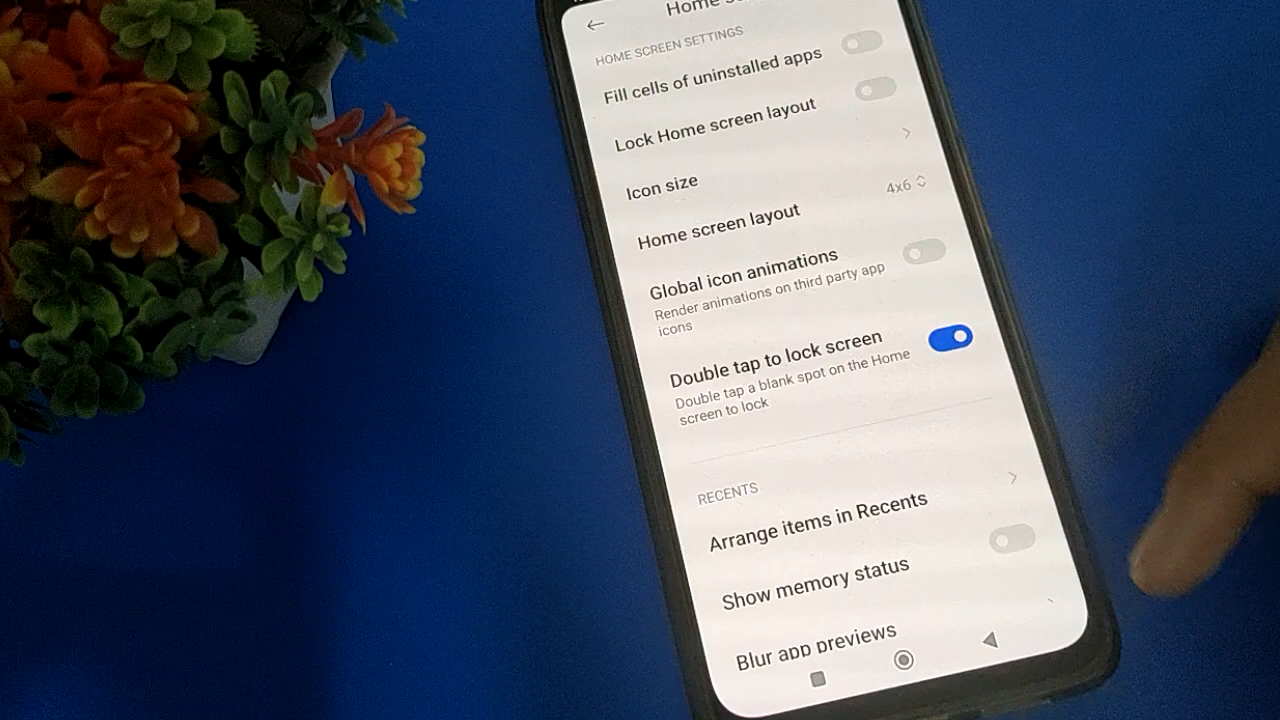 Home
HOME SCREEN SETTINGS
Fill cells of uninstalled apps
Lock Home screen layout
Icon size
Home screen layout 4x6
Global icon animations
Render animations on third party app
icons
Double tap to lock screen
Double tap a blank spot on the Home
screen to lock
RECENTS
Arrange items in Recents
Show memory status
Blur app previews